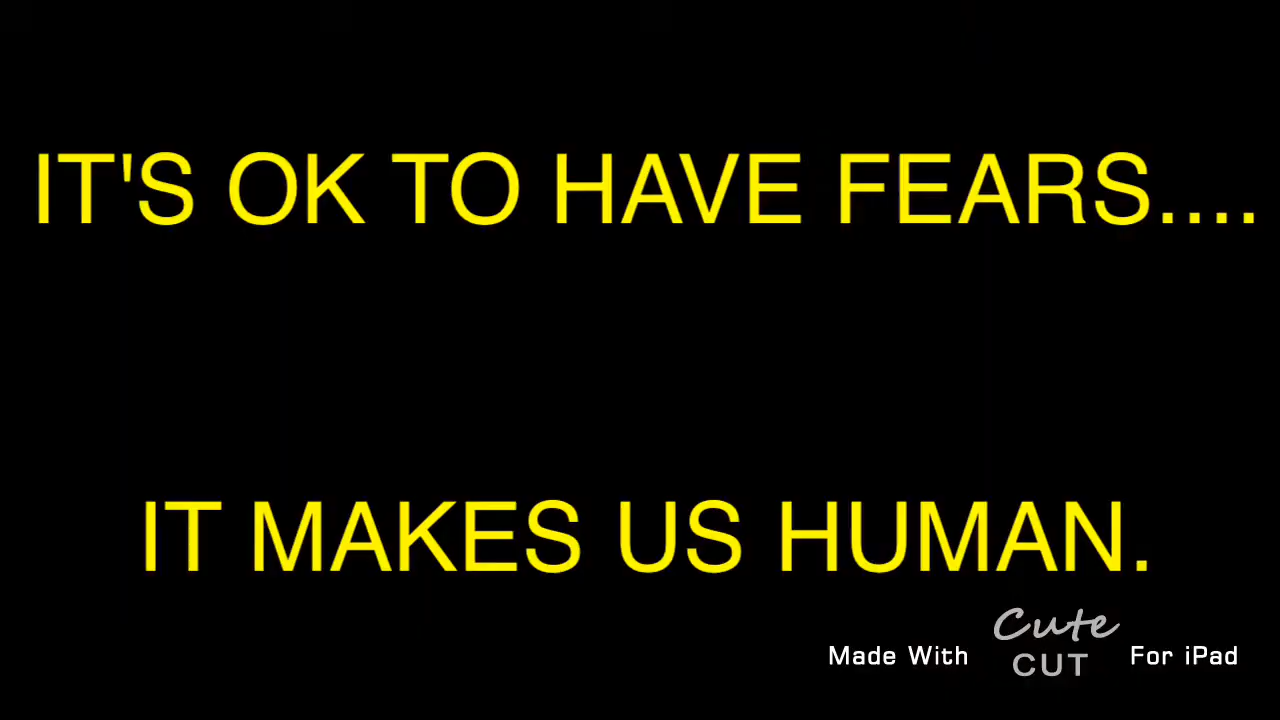 IT'S OK TO HAVE FEARS....
IT MAKES US HUMAN.
Made With Cute CUT For iPad